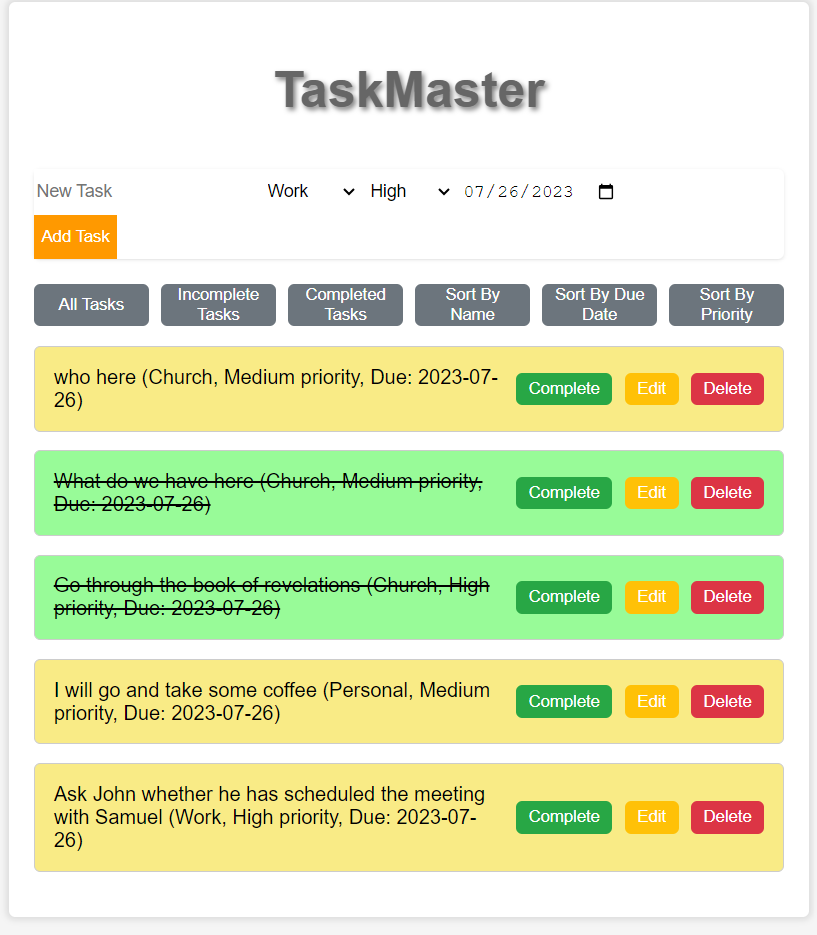 TaskMaster
New Task Work High 07/26/2023
Add Task
All Tasks Incomplete Tasks Completed Tasks Sort By Name Sort By Due Date Sort By Priority
who here (Church, Medium priority, Due: 2023-07-
26)
Complete Edit Delete
What do we have here (Church, Medium priority,
Due: 2023-07-26)
Complete Edit Delete
Go through the book of revelations (Church, High
priority, Due: 2023-07-26)
Complete Edit Delete
I will go and take some coffee (Personal, Medium
priority, Due: 2023-07-26)
Complete Edit Delete
Ask John whether he has scheduled the meeting
with Samuel (Work, High priority, Due: 2023-07-
26)
Complete Edit Delete